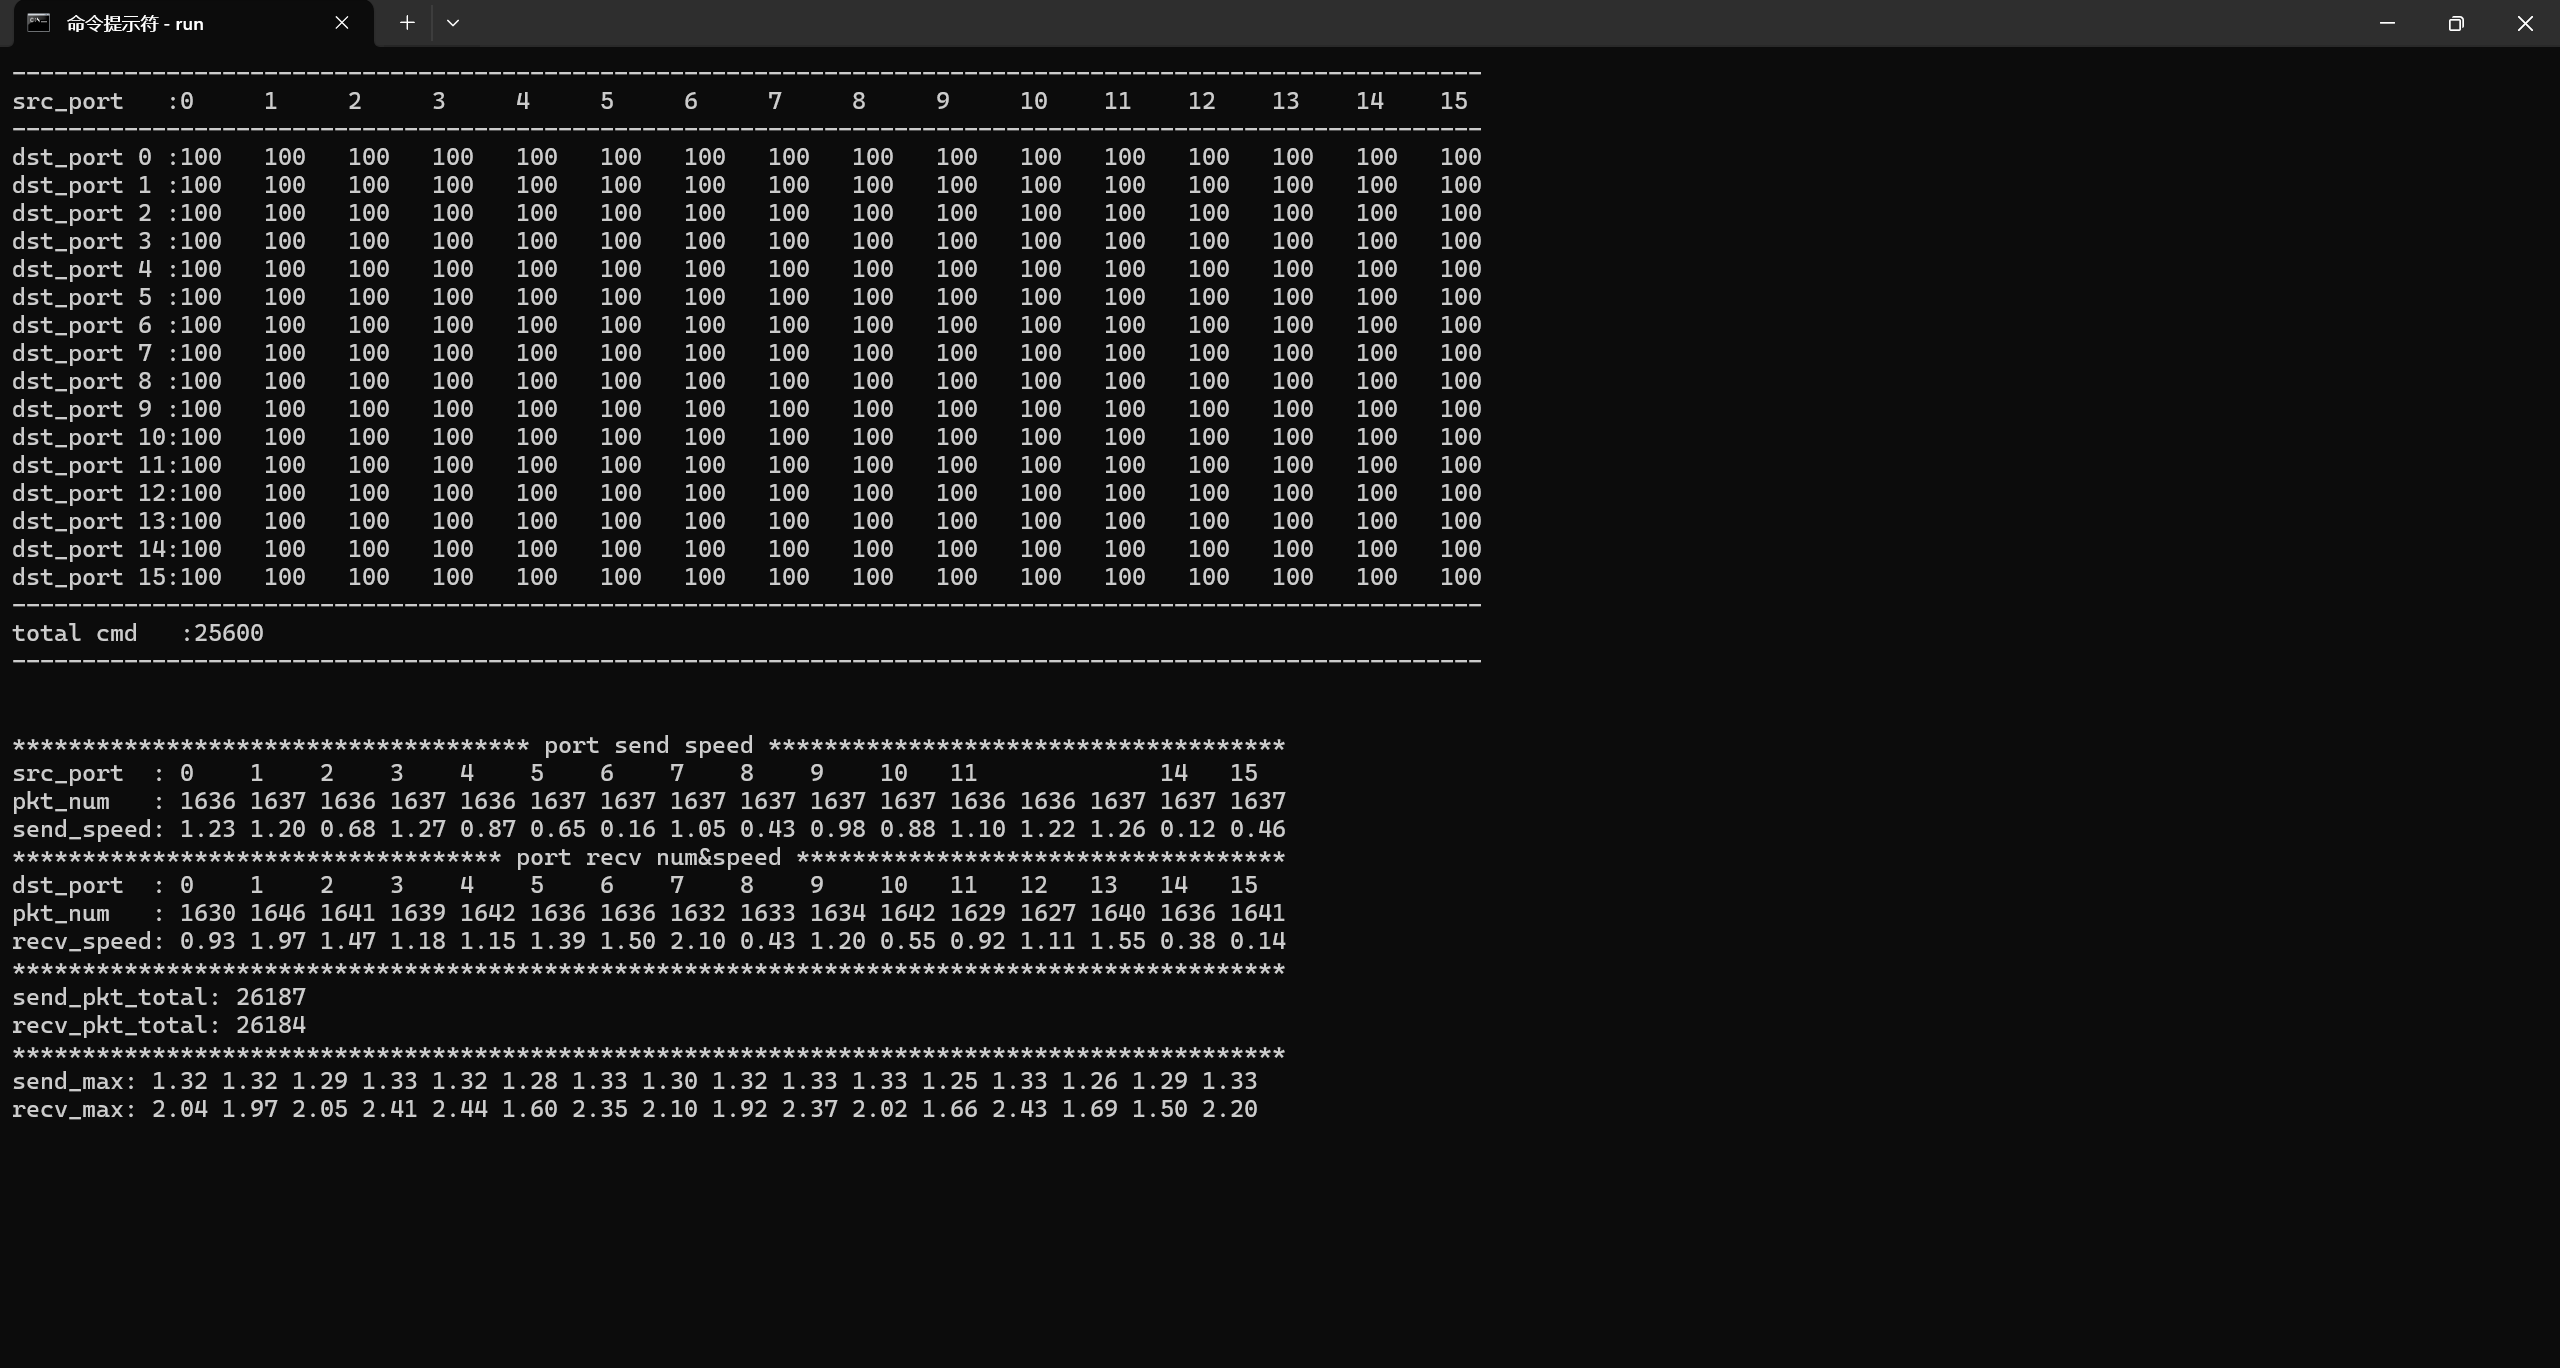 命令提示符 - run
---------------------------------------------------------------------------------------------------------
src_port   :0     1     2     3     4     5     6     7     8     9     10    11    12    13    14    15
---------------------------------------------------------------------------------------------------------
dst_port 0 :100   100   100   100   100   100   100   100   100   100   100   100   100   100   100   100
dst_port 1 :100   100   100   100   100   100   100   100   100   100   100   100   100   100   100   100
dst_port 2 :100   100   100   100   100   100   100   100   100   100   100   100   100   100   100   100
dst_port 3 :100   100   100   100   100   100   100   100   100   100   100   100   100   100   100   100
dst_port 4 :100   100   100   100   100   100   100   100   100   100   100   100   100   100   100   100
dst_port 5 :100   100   100   100   100   100   100   100   100   100   100   100   100   100   100   100
dst_port 6 :100   100   100   100   100   100   100   100   100   100   100   100   100   100   100   100
dst_port 7 :100   100   100   100   100   100   100   100   100   100   100   100   100   100   100   100
dst_port 8 :100   100   100   100   100   100   100   100   100   100   100   100   100   100   100   100
dst_port 9 :100   100   100   100   100   100   100   100   100   100   100   100   100   100   100   100
dst_port 10:100   100   100   100   100   100   100   100   100   100   100   100   100   100   100   100
dst_port 11:100   100   100   100   100   100   100   100   100   100   100   100   100   100   100   100
dst_port 12:100   100   100   100   100   100   100   100   100   100   100   100   100   100   100   100
dst_port 13:100   100   100   100   100   100   100   100   100   100   100   100   100   100   100   100
dst_port 14:100   100   100   100   100   100   100   100   100   100   100   100   100   100   100   100
dst_port 15:100   100   100   100   100   100   100   100   100   100   100   100   100   100   100   100
---------------------------------------------------------------------------------------------------------
total cmd   :25600
---------------------------------------------------------------------------------------------------------
************************************* port send speed *************************************
src_port  : 0    1    2    3    4    5    6    7    8    9    10   11             14   15
pkt_num   : 1636 1637 1636 1637 1636 1637 1637 1637 1637 1637 1637 1636 1636 1637 1637 1637
send_speed: 1.23 1.20 0.68 1.27 0.87 0.65 0.16 1.05 0.43 0.98 0.88 1.10 1.22 1.26 0.12 0.46
*********************************** port recv num&speed ***********************************
dst_port  : 0    1    2    3    4    5    6    7    8    9    10   11   12   13   14   15
pkt_num   : 1630 1646 1641 1639 1642 1636 1636 1632 1633 1634 1642 1629 1627 1640 1636 1641
recv_speed: 0.93 1.97 1.47 1.18 1.15 1.39 1.50 2.10 0.43 1.20 0.55 0.92 1.11 1.55 0.38 0.14
*******************************************************************************************
send_pkt_total: 26187
recv_pkt_total: 26184
*******************************************************************************************
send_max: 1.32 1.32 1.29 1.33 1.32 1.28 1.33 1.30 1.32 1.33 1.33 1.25 1.33 1.26 1.29 1.33
recv_max: 2.04 1.97 2.05 2.41 2.44 1.60 2.35 2.10 1.92 2.37 2.02 1.66 2.43 1.69 1.50 2.20